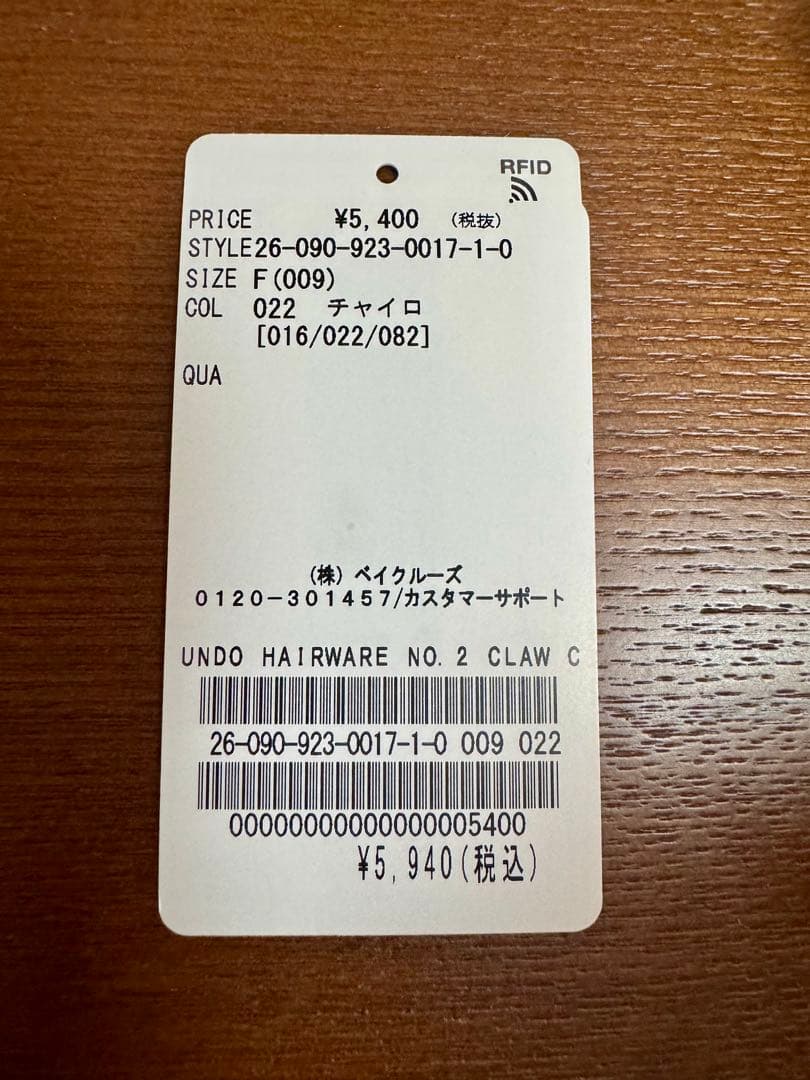 RFID
PRICE ¥5,400 (税抜)
STYLE26-090-923-0017-1-0
SIZE F(009)
COL 022 チャイロ
[016/022/082]
QUA
(株) ベイクルーズ
0120-301457/カスタマーサポート
UNDO HAIRWARE NO.2 CLAW C
26-090-923-0017-1-0 009 022
00000000000000005400
¥5,940(税込)